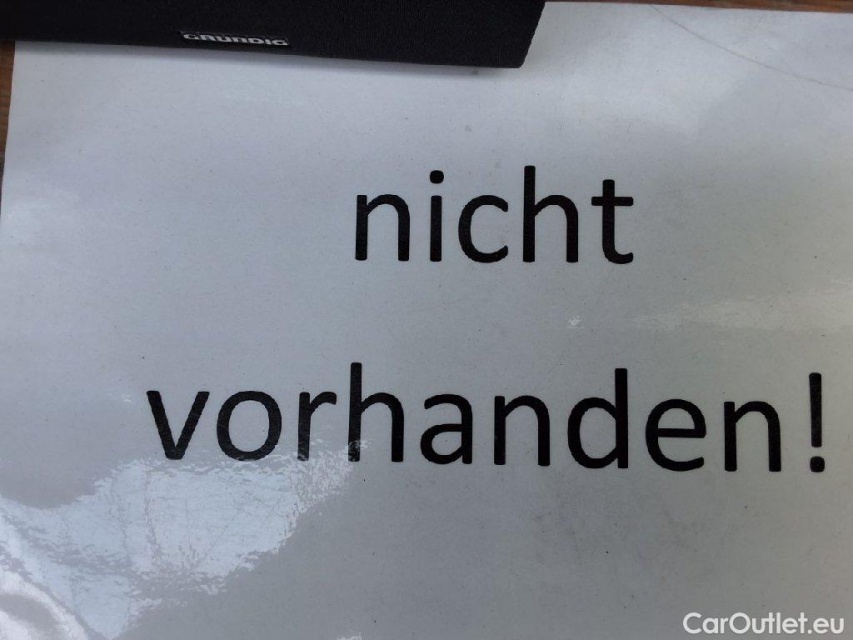 GRUNDIG
nicht
vorhanden!
CarOutlet.eu